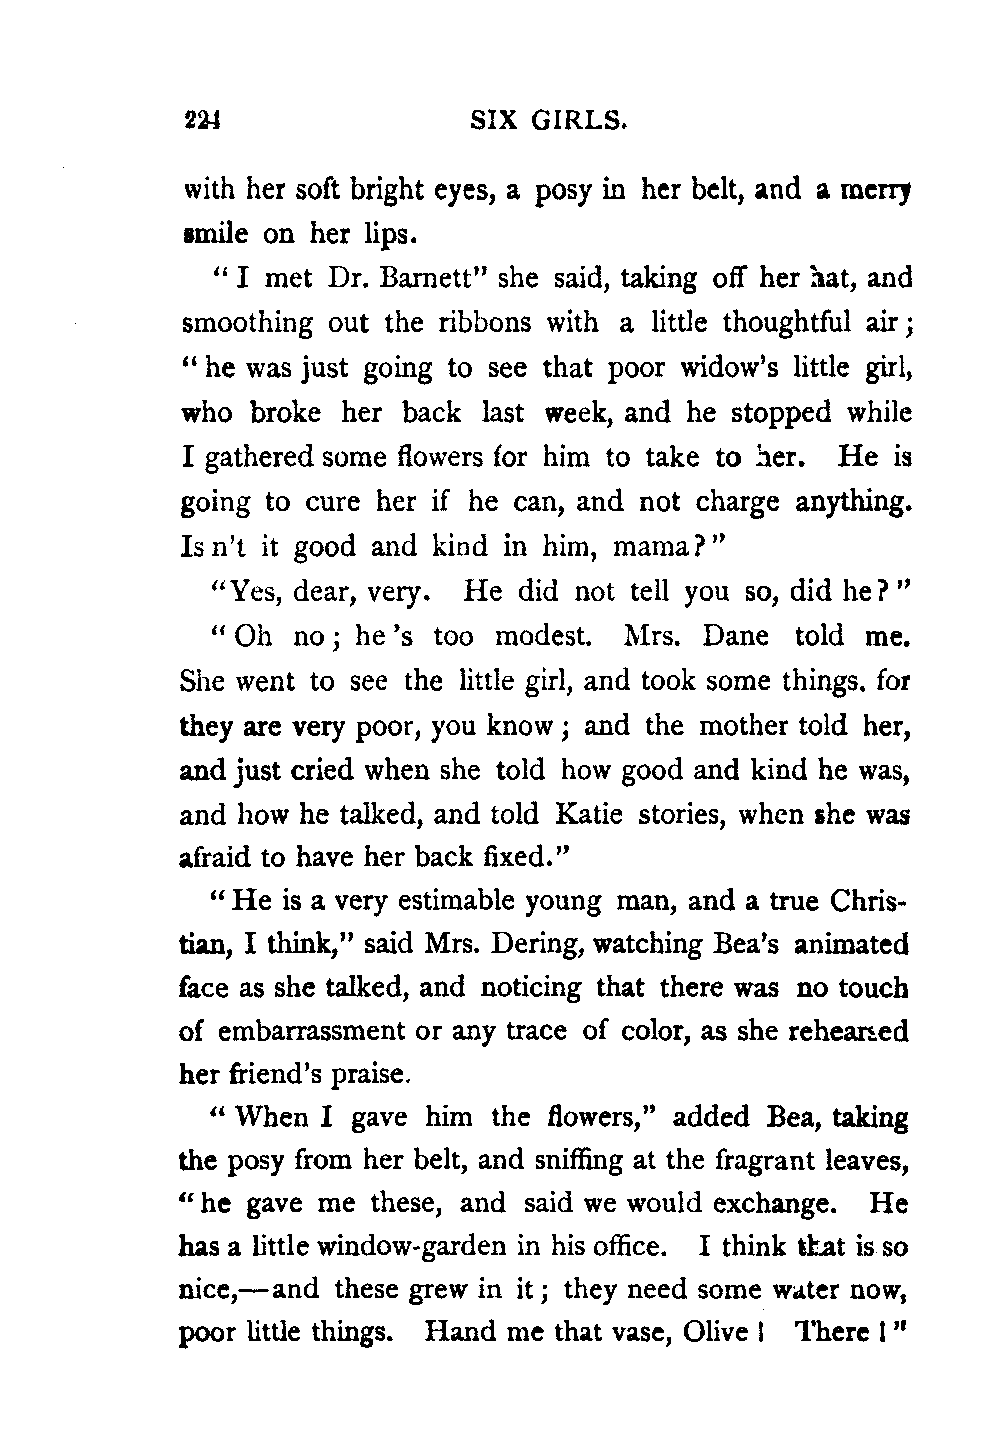 224 SIX GIRLS.
with her soft bright eyes, a posy in her belt, and a merry
smile on her lips.
“ I met Dr. Barnett” she said, taking off her hat, and
smoothing out the ribbons with a little thoughtful air ;
“ he was just going to see that poor widow's little girl,
who broke her back last week, and he stopped while
I gathered some flowers for him to take to her. He is
going to cure her if he can, and not charge anything.
Is n't it good and kind in him, mama? ”
“Yes, dear, very. He did not tell you so, did he? ”
“ Oh no ; he 's too modest. Mrs. Dane told me.
She went to see the little girl, and took some things. for
they are very poor, you know ; and the mother told her,
and just cried when she told how good and kind he was,
and how he talked, and told Katie stories, when she was
afraid to have her back fixed.”
“ He is a very estimable young man, and a true Chris-
tian, I think,” said Mrs. Dering, watching Bea's animated
face as she talked, and noticing that there was no touch
of embarrassment or any trace of color, as she rehearsed
her friend's praise.
“ When I gave him the flowers,” added Bea, taking
the posy from her belt, and sniffing at the fragrant leaves,
“ he gave me these, and said we would exchange. He
has a little window-garden in his office. I think that is so
nice,—and these grew in it ; they need some water now,
poor little things. Hand me that vase, Olive ! There ! ”